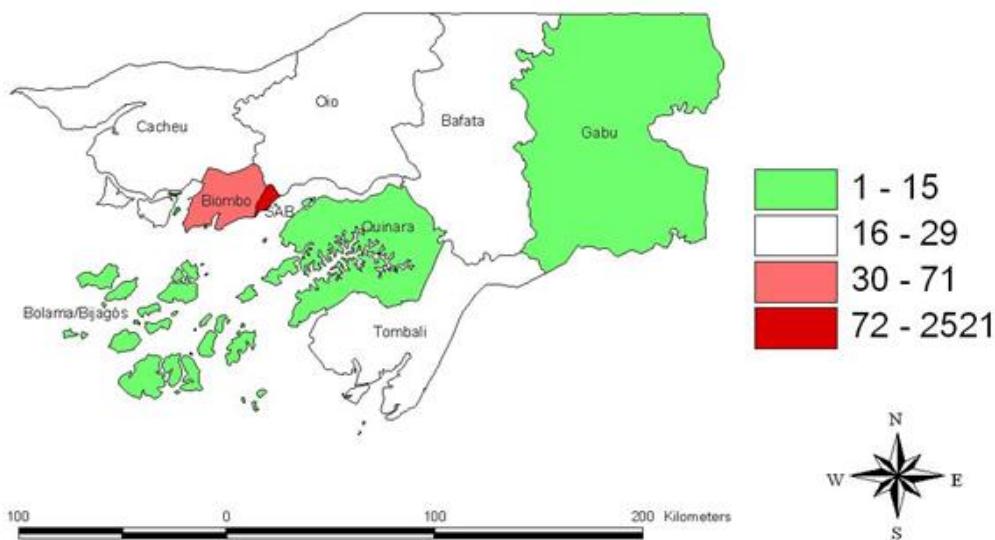 Oio
Cacheu
Bafata
Gabu
Biombo
SAB
Quinara
Bolama/Bijagós
Tombali
1 - 15
16 - 29
30 - 71
72 - 2521
N
W E
S
100 0 100 200 Kilometers